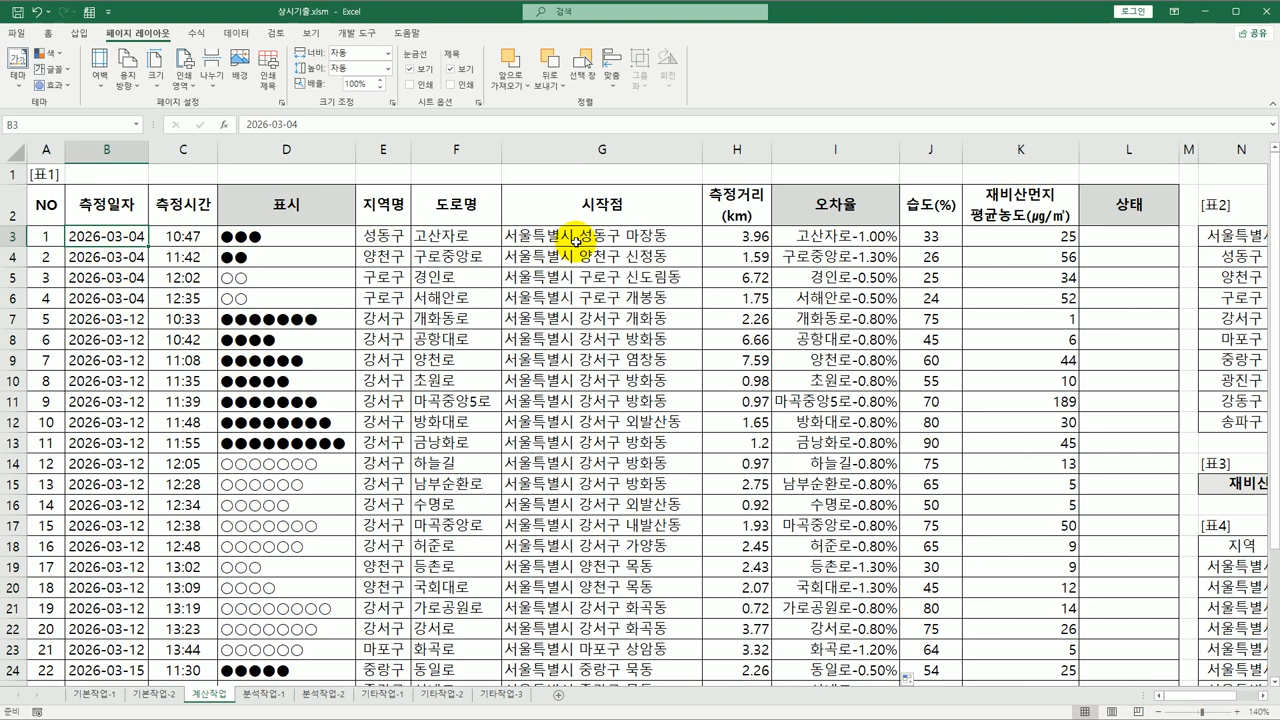 상시기출.xlsm - Excel
검색
로그인
파일 홈 삽입 페이지 레이아웃 수식 데이터 검토 보기 개발 도구 도움말
공유
가가 색 너비: 자동 눈금선 제목
글꼴 높이: 자동 보기 보기
효과 배율: 100% 인쇄 인쇄
테마 여백 용지 방향 크기 인쇄 영역 나누기 배경 인쇄 제목 앞으로 가져오기 뒤로 보내기 선택 창 맞춤 그룹화 회전
테마 페이지 설정 크기 조정 시트 옵션 정렬
B3 fx 2026-03-04
A B C D E F G H I J K L M N
1 [표1]
2 NO 측정일자 측정시간 표시 지역명 도로명 시작점 측정거리 (km) 오차율 습도(%) 재비산먼지 평균농도(㎍/㎥) 상태 [표2]
3 1 2026-03-04 10:47 ●●● 성동구 고산자로 서울특별시 성동구 마장동 3.96 고산자로-1.00% 33 25 서울특별시
4 2 2026-03-04 11:42 ●● 양천구 구로중앙로 서울특별시 양천구 신정동 1.59 구로중앙로-1.30% 26 56 성동구
5 3 2026-03-04 12:02 ○○ 구로구 경인로 서울특별시 구로구 신도림동 6.72 경인로-0.50% 25 34 양천구
6 4 2026-03-04 12:35 ○○ 구로구 서해안로 서울특별시 구로구 개봉동 1.75 서해안로-0.50% 24 52 구로구
7 5 2026-03-12 10:33 ●●●●●●● 강서구 개화동로 서울특별시 강서구 개화동 2.26 개화동로-0.80% 75 1 강서구
8 6 2026-03-12 10:42 ●●●● 강서구 공항대로 서울특별시 강서구 방화동 6.66 공항대로-0.80% 45 6 마포구
9 7 2026-03-12 11:08 ●●●●●● 강서구 양천로 서울특별시 강서구 염창동 7.59 양천로-0.80% 60 44 중랑구
10 8 2026-03-12 11:35 ●●●●● 강서구 초원로 서울특별시 강서구 방화동 0.98 초원로-0.80% 55 10 광진구
11 9 2026-03-12 11:39 ●●●●●●● 강서구 마곡중앙5로 서울특별시 강서구 방화동 0.97 마곡중앙5로-0.80% 70 189 강동구
12 10 2026-03-12 11:48 ●●●●●●●● 강서구 방화대로 서울특별시 강서구 외발산동 1.65 방화대로-0.80% 80 30 송파구
13 11 2026-03-12 11:55 ●●●●●●●●● 강서구 금낭화로 서울특별시 강서구 방화동 1.2 금낭화로-0.80% 90 45
14 12 2026-03-12 12:05 ○○○○○○○ 강서구 하늘길 서울특별시 강서구 방화동 0.97 하늘길-0.80% 75 13 [표3]
15 13 2026-03-12 12:28 ○○○○○○ 강서구 남부순환로 서울특별시 강서구 방화동 2.75 남부순환로-0.80% 65 5 재비산
16 14 2026-03-12 12:34 ○○○○○ 강서구 수명로 서울특별시 강서구 외발산동 0.92 수명로-0.80% 50 5
17 15 2026-03-12 12:38 ○○○○○○○ 강서구 마곡중앙로 서울특별시 강서구 내발산동 1.93 마곡중앙로-0.80% 75 50 [표4]
18 16 2026-03-12 12:48 ○○○○○○ 강서구 허준로 서울특별시 강서구 가양동 2.45 허준로-0.80% 65 9 지역
19 17 2026-03-12 13:02 ○○○ 양천구 등촌로 서울특별시 양천구 목동 2.43 등촌로-1.30% 30 9 서울특별시
20 18 2026-03-12 13:09 ○○○○ 양천구 국회대로 서울특별시 양천구 목동 2.07 국회대로-1.30% 45 12 서울특별시
21 19 2026-03-12 13:19 ○○○○○○○○ 강서구 가로공원로 서울특별시 강서구 화곡동 0.72 가로공원로-0.80% 80 14 서울특별시
22 20 2026-03-12 13:23 ○○○○○○○ 강서구 강서로 서울특별시 강서구 화곡동 3.77 강서로-0.80% 75 26 서울특별시
23 21 2026-03-12 13:44 ○○○○○○ 마포구 화곡로 서울특별시 마포구 상암동 3.32 화곡로-1.20% 64 5 서울특별시
24 22 2026-03-15 11:30 ●●●●● 중랑구 동일로 서울특별시 중랑구 묵동 2.26 동일로-0.50% 54 25 서울특별시
기본작업-1 기본작업-2 계산작업 분석작업-1 분석작업-2 기타작업-1 기타작업-2 기타작업-3
준비 140%